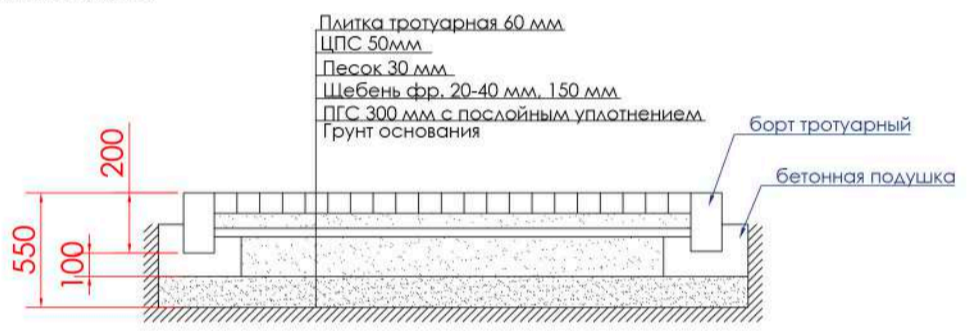 Плитка тротуарная 60 мм
ЦПС 50мм
Песок 30 мм
Щебень фр. 20-40 мм, 150 мм
ПГС 300 мм с послойным уплотнением
Грунт основания
борт тротуарный
бетонная подушка
200
550
100